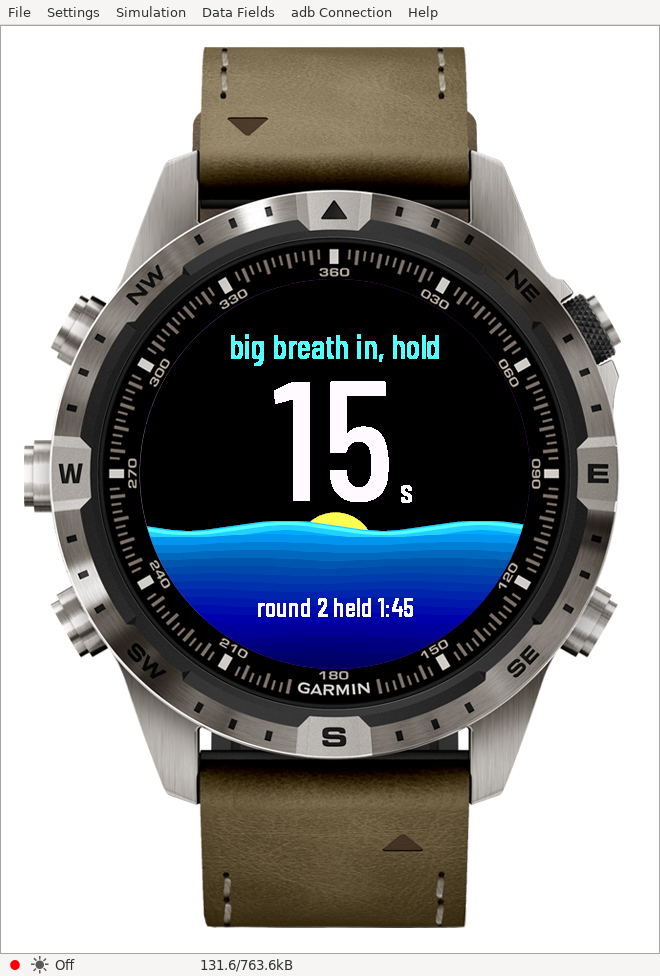 File Settings Simulation Data Fields adb Connection Help
360
330 030
NW NE
300 060
big breath in, hold
15 s
W 270 090 E
240 120
round 2 held 1:45
210 150
SW SE
180
GARMIN
S
Off 131.6/763.6kB